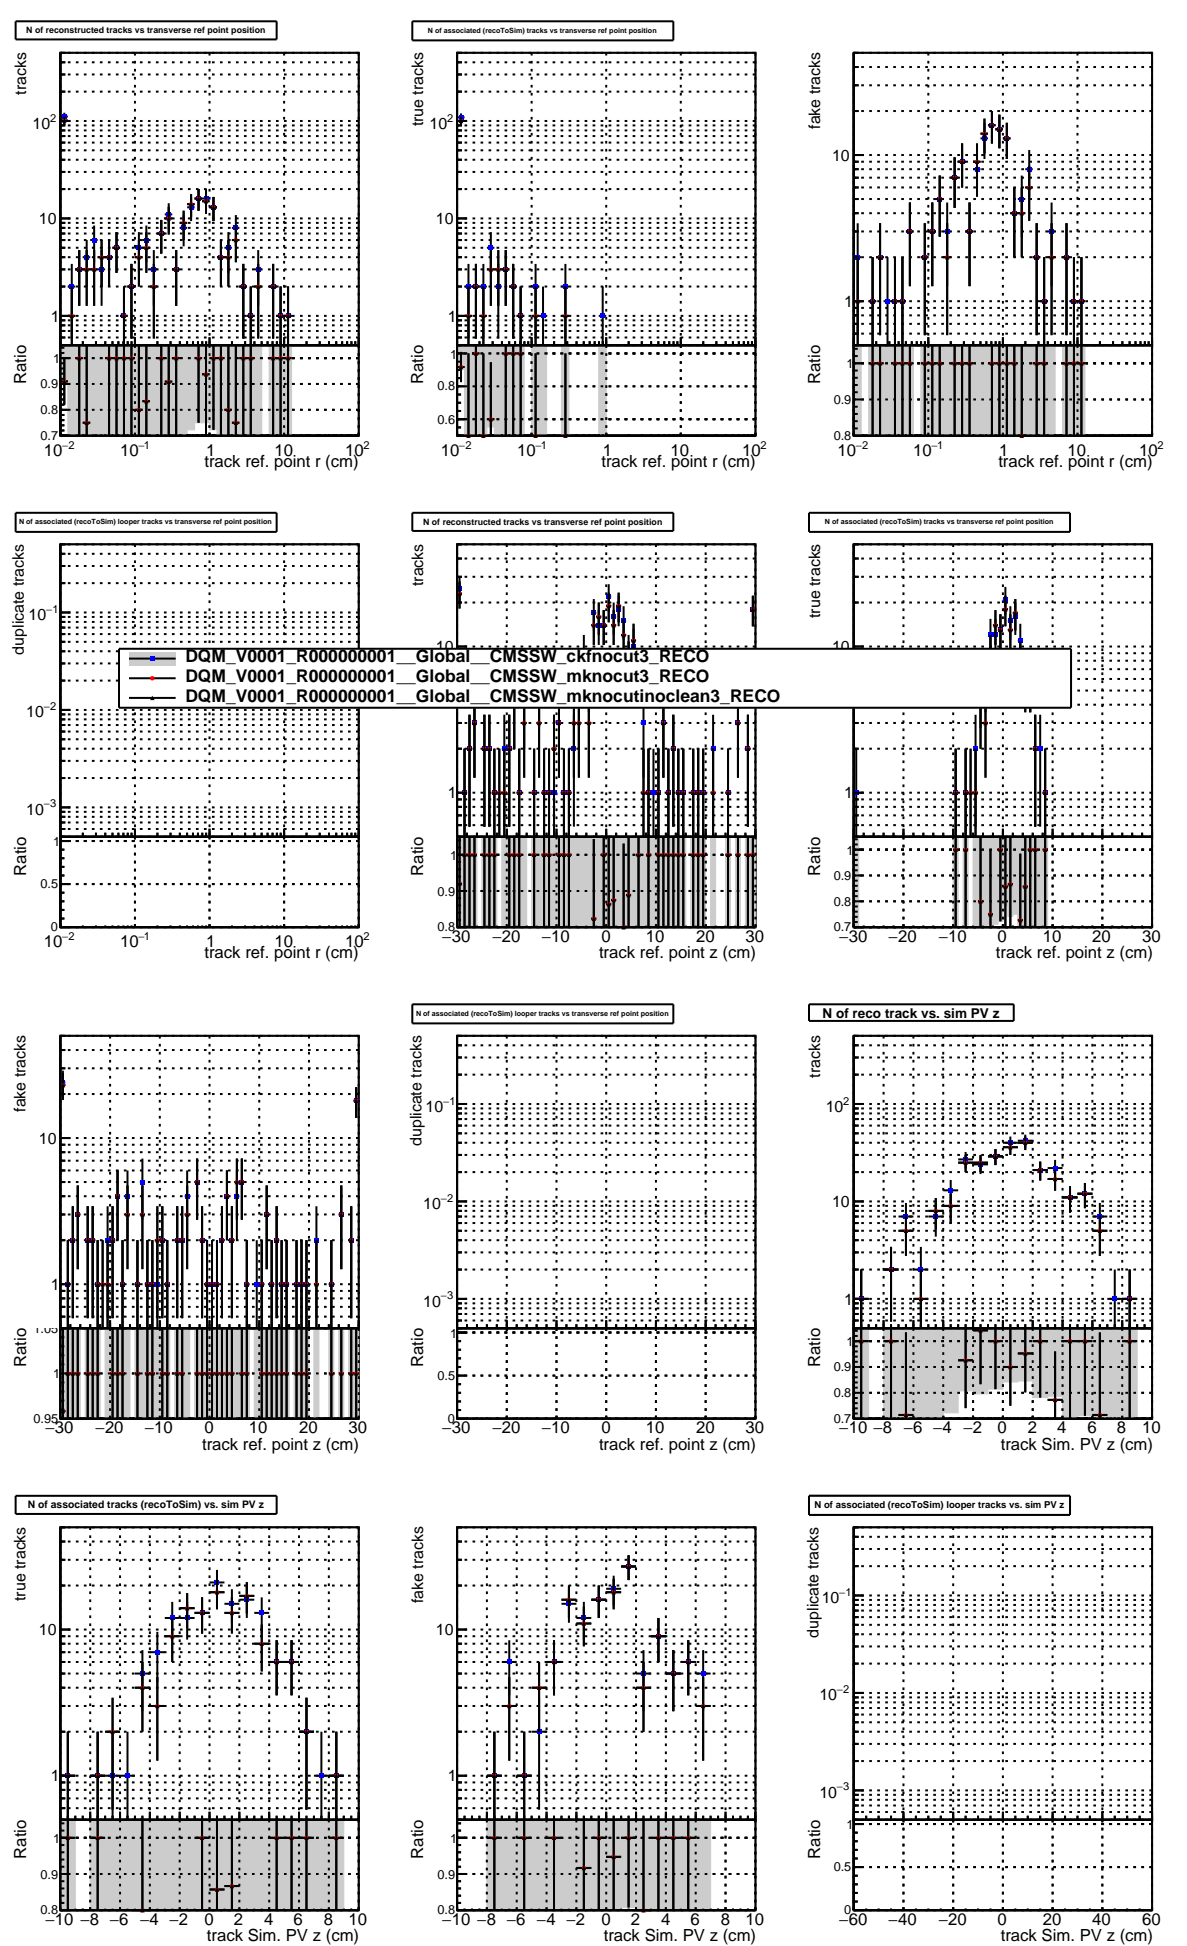 N of reconstructed tracks vs transverse ref point position
tracks
10²
10
1
Ratio
1
0.9
0.8
0.7
10⁻² 10⁻¹ 1 10 10²
track ref. point r (cm)
N of associated (recoToSim) tracks vs transverse ref point position
true tracks
10²
10
1
Ratio
1
0.8
0.6
10⁻² 10⁻¹ 1 10 10²
track ref. point r (cm)
fake tracks
10
1
Ratio
1
0.9
0.8
10⁻² 10⁻¹ 1 10 10²
track ref. point r (cm)
N of associated (recoToSim) looper tracks vs transverse ref point position
duplicate tracks
10⁻¹
10⁻²
10⁻³
Ratio
1
0.5
0
10⁻² 10⁻¹ 1 10 10²
track ref. point r (cm)
N of reconstructed tracks vs transverse ref point position
tracks
10
1
Ratio
1
0.9
0.8
−30 −20 −10 0 10 20 30
track ref. point z (cm)
N of associated (recoToSim) tracks vs transverse ref point position
true tracks
10
1
Ratio
1
0.9
0.8
0.7
−30 −20 −10 0 10 20 30
track ref. point z (cm)
DQM_V0001_R000000001__Global__CMSSW_ckfnocut3_RECO
DQM_V0001_R000000001__Global__CMSSW_mknocut3_RECO
DQM_V0001_R000000001__Global__CMSSW_mknocutinoclean3_RECO
fake tracks
10
1
Ratio
1.05
1
0.95
−30 −20 −10 0 10 20 30
track ref. point z (cm)
N of associated (recoToSim) looper tracks vs transverse ref point position
duplicate tracks
10⁻¹
10⁻²
10⁻³
Ratio
1
0.5
0
−30 −20 −10 0 10 20 30
track ref. point z (cm)
N of reco track vs. sim PV z
tracks
10²
10
1
Ratio
1
0.9
0.8
0.7
−10 −8 −6 −4 −2 0 2 4 6 8 10
track Sim. PV z (cm)
N of associated tracks (recoToSim) vs. sim PV z
true tracks
10
1
Ratio
1
0.9
0.8
−10 −8 −6 −4 −2 0 2 4 6 8 10
track Sim. PV z (cm)
fake tracks
10
1
Ratio
1
0.9
0.8
−10 −8 −6 −4 −2 0 2 4 6 8 10
track Sim. PV z (cm)
N of associated (recoToSim) looper tracks vs. sim PV z
duplicate tracks
10⁻¹
10⁻²
10⁻³
Ratio
1
0.5
0
−60 −40 −20 0 20 40 60
track Sim. PV z (cm)